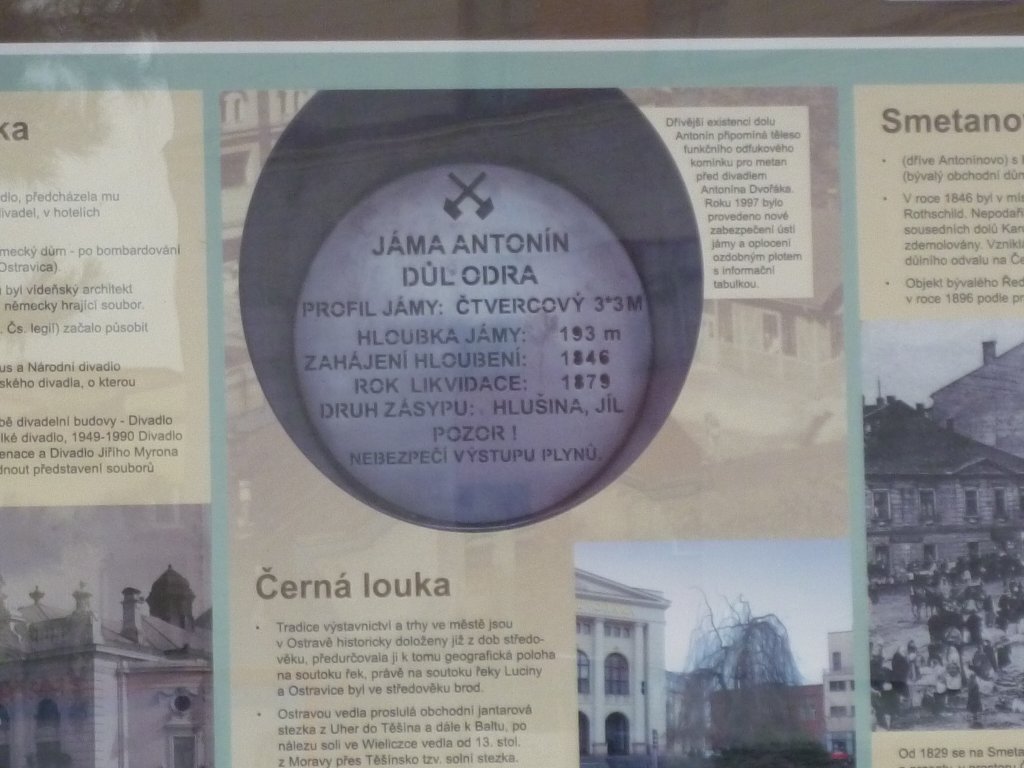 ka
dlo, předcházela mu
ivadel, v hotelích
mecký dům - po bombardování
Ostravica)
byl vídeňský architekt
německy hrající soubor.
Čs. legií) začalo působit
us a Národní divadlo
ského divadla, o kterou
bě divadelní budovy - Divadlo
lké divadlo, 1949-1990 Divadlo
enace a Divadlo Jiřího Myrona
dnout představení souborů
JÁMA ANTONÍN
DŮL ODRA
PROFIL JÁMY: ČTVERCOVÝ 3*3M
HLOUBKA JÁMY: 193 m
ZAHÁJENÍ HLOUBENÍ: 1846
ROK LIKVIDACE: 1879
DRUH ZÁSYPU: HLUŠINA, JÍL
POZOR !
NEBEZPEČÍ VÝSTUPU PLYNŮ.
Dřívější existenci dolu
Antonín připomíná těleso
funkčního odfukového
komínku pro metan
před divadlem
Antonína Dvořáka.
Roku 1997 bylo
provedeno nové
zabezpečení ústí
jámy a oplocení
ozdobným plotem
s informační
tabulkou.
Černá louka
• Tradice výstavnictví a trhy ve městě jsou
v Ostravě historicky doloženy již z dob středo-
věku, předurčovala ji k tomu geografická poloha
na soutoku řek, právě na soutoku řeky Luciny
a Ostravice byl ve středověku brod.
• Ostravou vedla proslulá obchodní jantarová
stezka z Uher do Těšína a dále k Baltu, po
nálezu soli ve Wieliczce vedla od 13. stol.
z Moravy přes Těšínsko tzv. solní stezka.
Smetano
• (dříve Antonínovo) s
(bývalý obchodní dům
• V roce 1846 byl v mís
Rothschild. Nepodař
sousedních dolů Karo
zdemolovány. Vznikl
důlního odvalu na Če
• Objekt bývalého Řed
v roce 1896 podle pr
Od 1829 se na Smeta